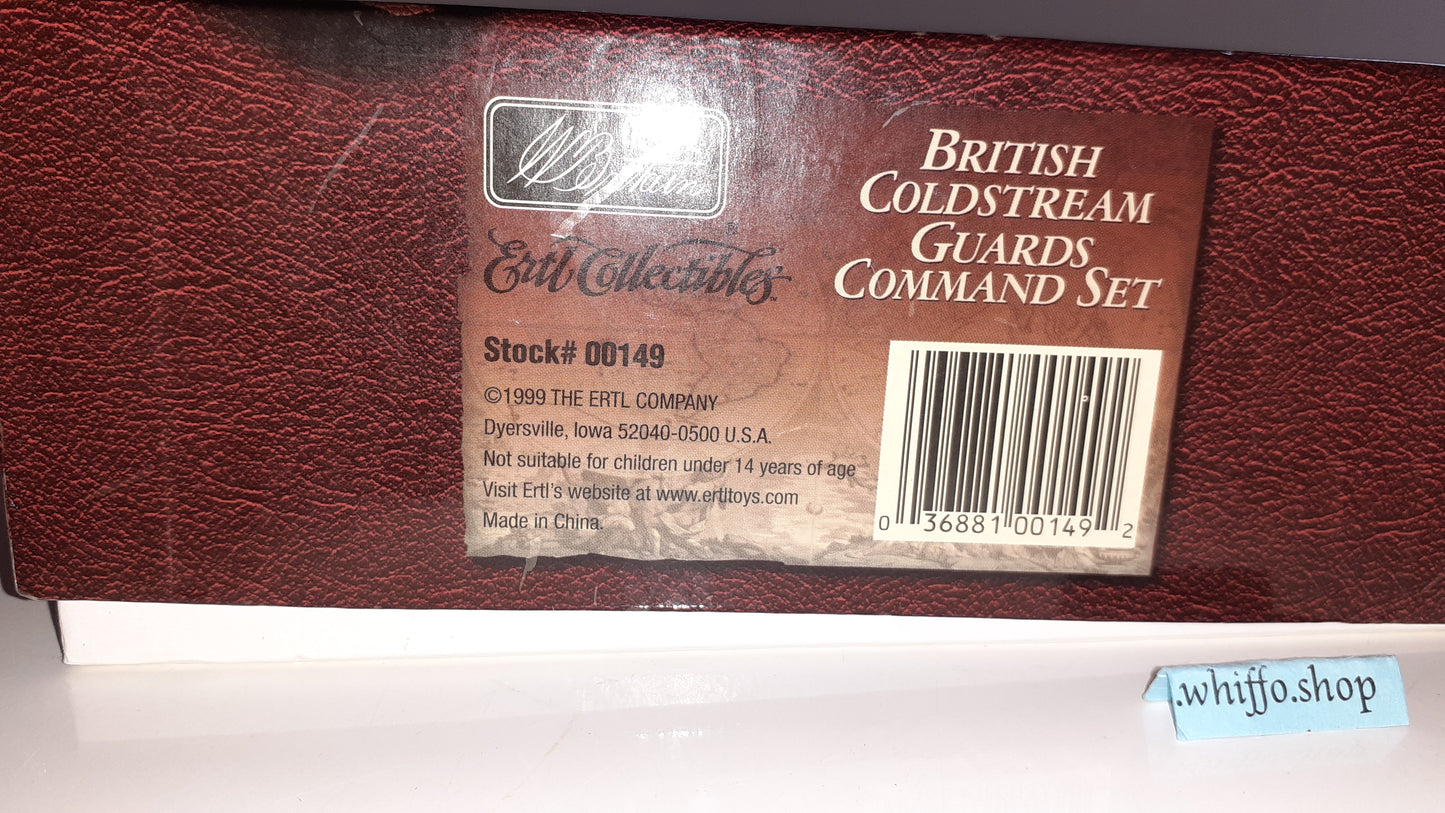 W Britain
®
Ertl Collectibles™
Stock# 00149
©1999 THE ERTL COMPANY
Dyersville, Iowa 52040-0500 U.S.A.
Not suitable for children under 14 years of age
Visit Ertl's website at www.ertltoys.com
Made in China.
BRITISH
COLDSTREAM
GUARDS
COMMAND SET
0 36881 00149 2
.whiffo.shop